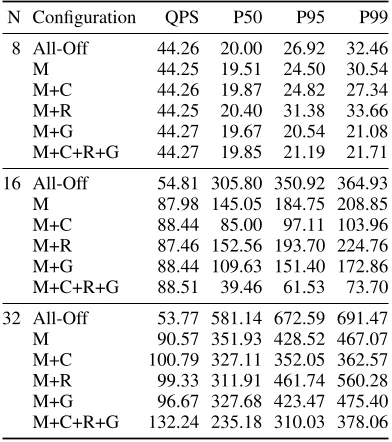 N Configuration QPS P50 P95 P99
8 All-Off 44.26 20.00 26.92 32.46
M 44.25 19.51 24.50 30.54
M+C 44.26 19.87 24.82 27.34
M+R 44.25 20.40 31.38 33.66
M+G 44.27 19.67 20.54 21.08
M+C+R+G 44.27 19.85 21.19 21.71
16 All-Off 54.81 305.80 350.92 364.93
M 87.98 145.05 184.75 208.85
M+C 88.44 85.00 97.11 103.96
M+R 87.46 152.56 193.70 224.76
M+G 88.44 109.63 151.40 172.86
M+C+R+G 88.51 39.46 61.53 73.70
32 All-Off 53.77 581.14 672.59 691.47
M 90.57 351.93 428.52 467.07
M+C 100.79 327.11 352.05 362.57
M+R 99.33 311.91 461.74 560.28
M+G 96.67 327.68 423.47 475.40
M+C+R+G 132.24 235.18 310.03 378.06